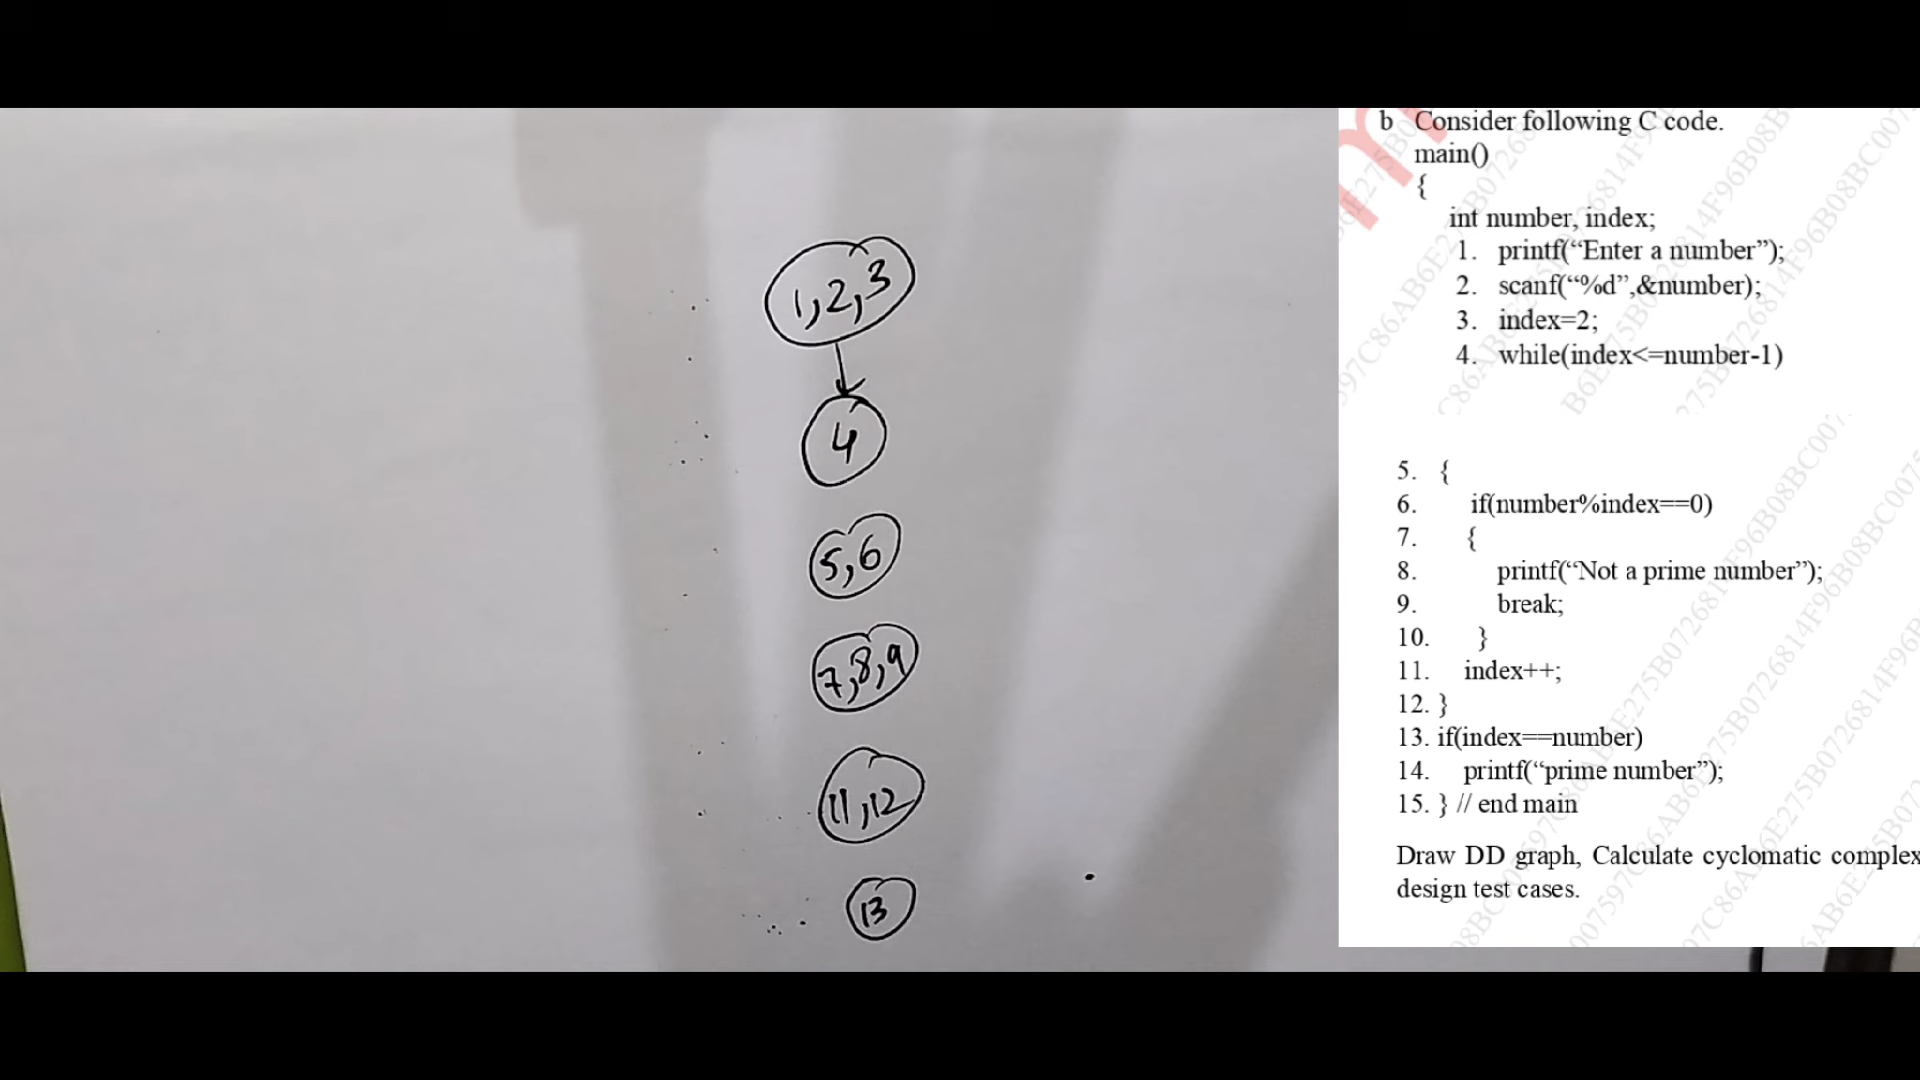 1,2,3
4
5,6
7,8,9
11,12
13
b Consider following C code.
main()
{
int number, index;
1. printf(“Enter a number”);
2. scanf(“%d”,&number);
3. index=2;
4. while(index<=number-1)
5. {
6. if(number%index==0)
7. {
8. printf(“Not a prime number”);
9. break;
10. }
11. index++;
12. }
13. if(index==number)
14. printf(“prime number”);
15. } // end main
Draw DD graph, Calculate cyclomatic complex
design test cases.